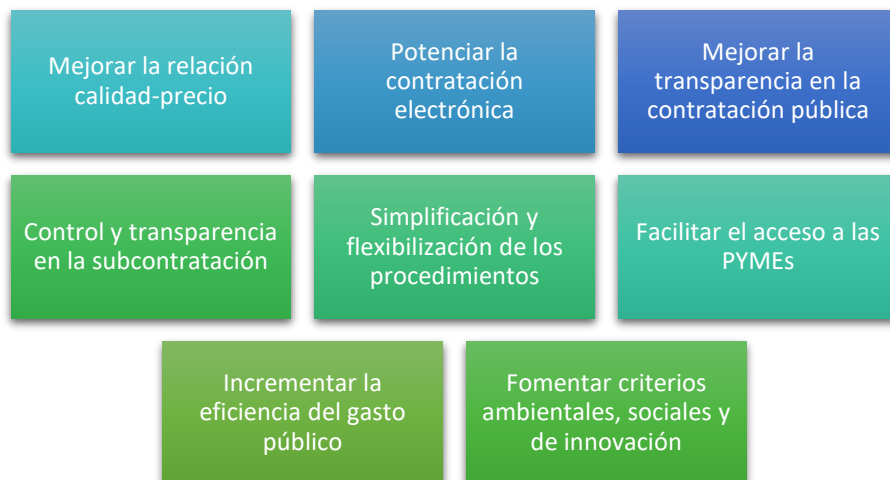 Mejorar la relación
calidad-precio
Potenciar la
contratación
electrónica
Mejorar la
transparencia en la
contratación pública
Control y transparencia
en la subcontratación
Simplificación y
flexibilización de los
procedimientos
Facilitar el acceso a las
PYMEs
Incrementar la
eficiencia del gasto
público
Fomentar criterios
ambientales, sociales y
de innovación